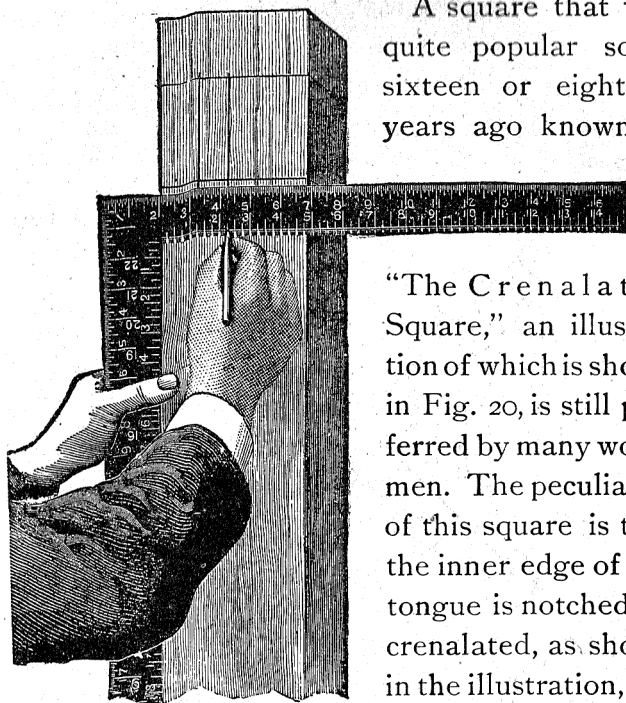 A square that
quite popular
sixteen or
years ago known
"The Crenalat
Square," an illus
tion of which is sho
in Fig. 20, is still
ferred by many wo
men. The peculia
of this square is
the inner edge of
tongue is notched
crenalated, as sho
in the illustration,